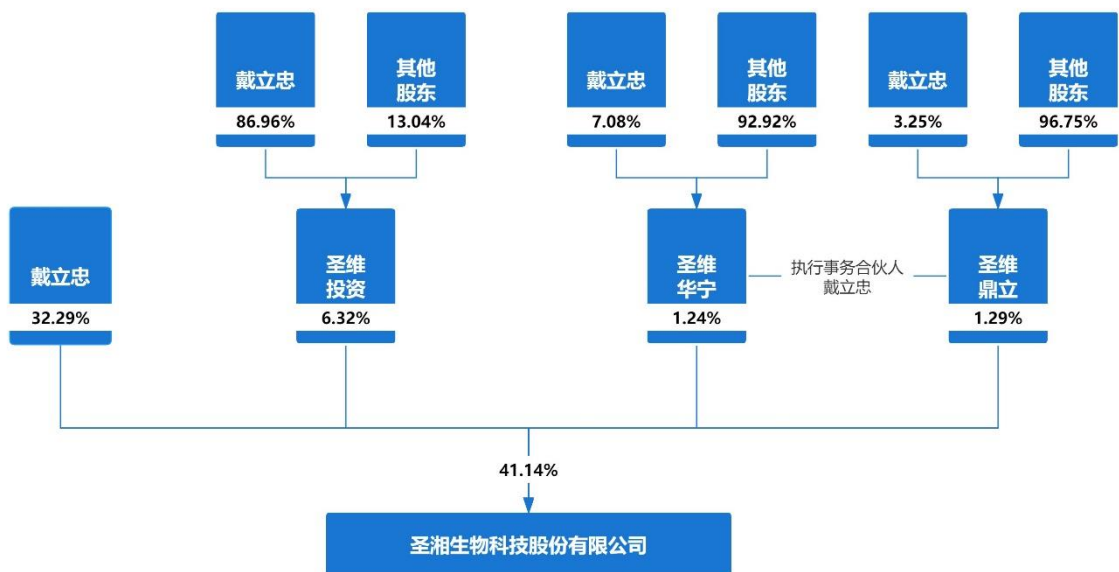 戴立忠
86.96%
其他
股东
13.04%
戴立忠
7.08%
其他
股东
92.92%
戴立忠
3.25%
其他
股东
96.75%
戴立忠
32.29%
圣维
投资
6.32%
圣维
华宁
1.24%
执行事务合伙人
戴立忠
圣维
鼎立
1.29%
41.14%
圣湘生物科技股份有限公司